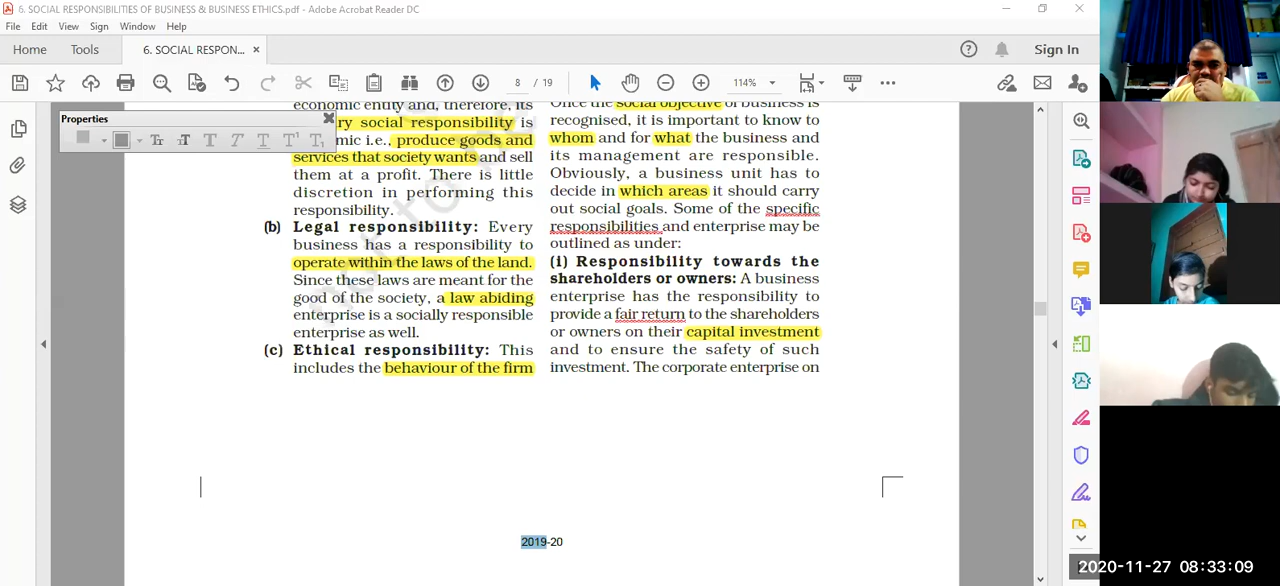 6. SOCIAL RESPONSIBILITIES OF BUSINESS & BUSINESS ETHICS.pdf - Adobe Acrobat Reader DC
File Edit View Sign Window Help
Home Tools 6. SOCIAL RESPON... × Sign In
8 / 19 114%
Properties
economic entity and, therefore, its
ry social responsibility is
mic i.e., produce goods and
services that society wants and sell
them at a profit. There is little
discretion in performing this
responsibility.
(b) Legal responsibility: Every
business has a responsibility to
operate within the laws of the land.
Since these laws are meant for the
good of the society, a law abiding
enterprise is a socially responsible
enterprise as well.
(c) Ethical responsibility: This
includes the behaviour of the firm
Once the social objective of business is
recognised, it is important to know to
whom and for what the business and
its management are responsible.
Obviously, a business unit has to
decide in which areas it should carry
out social goals. Some of the specific
responsibilities and enterprise may be
outlined as under:
(i) Responsibility towards the
shareholders or owners: A business
enterprise has the responsibility to
provide a fair return to the shareholders
or owners on their capital investment
and to ensure the safety of such
investment. The corporate enterprise on
2019-20
2020-11-27 08:33:09